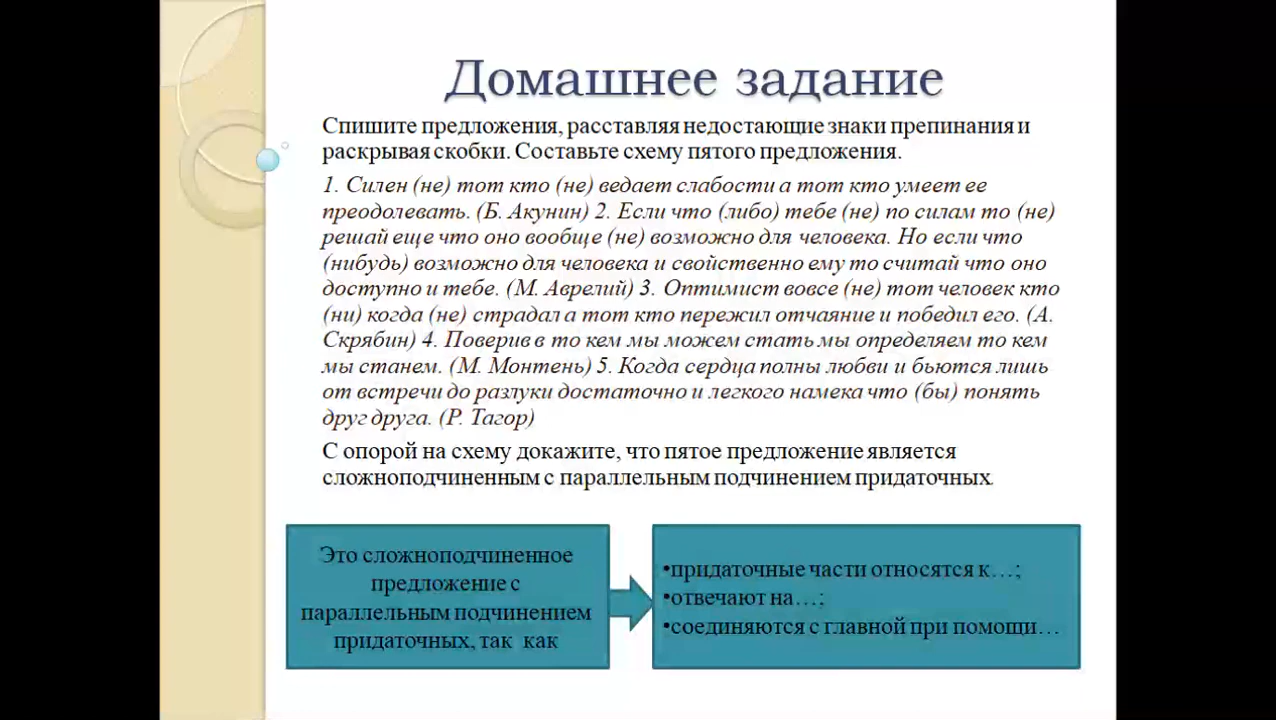 Домашнее задание
Спишите предложения, расставляя недостающие знаки препинания и
раскрывая скобки. Составьте схему пятого предложения.
1. Силен (не) тот кто (не) ведает слабости а тот кто умеет ее
преодолевать. (Б. Акунин) 2. Если что (либо) тебе (не) по силам то (не)
решай еще что оно вообще (не) возможно для человека. Но если что
(нибудь) возможно для человека и свойственно ему то считай что оно
доступно и тебе. (М. Аврелий) 3. Оптимист вовсе (не) тот человек кто
(ни) когда (не) страдал а тот кто пережил отчаяние и победил его. (А.
Скрябин) 4. Поверив в то кем мы можем стать мы определяем то кем
мы станем. (М. Монтень) 5. Когда сердца полны любви и бьются лишь
от встречи до разлуки достаточно и легкого намека что (бы) понять
друг друга. (Р. Тагор)
С опорой на схему докажите, что пятое предложение является
сложноподчиненным с параллельным подчинением придаточных.
Это сложноподчиненное
предложение с
параллельным подчинением
придаточных, так как
•придаточные части относятся к…;
•отвечают на…;
•соединяются с главной при помощи…